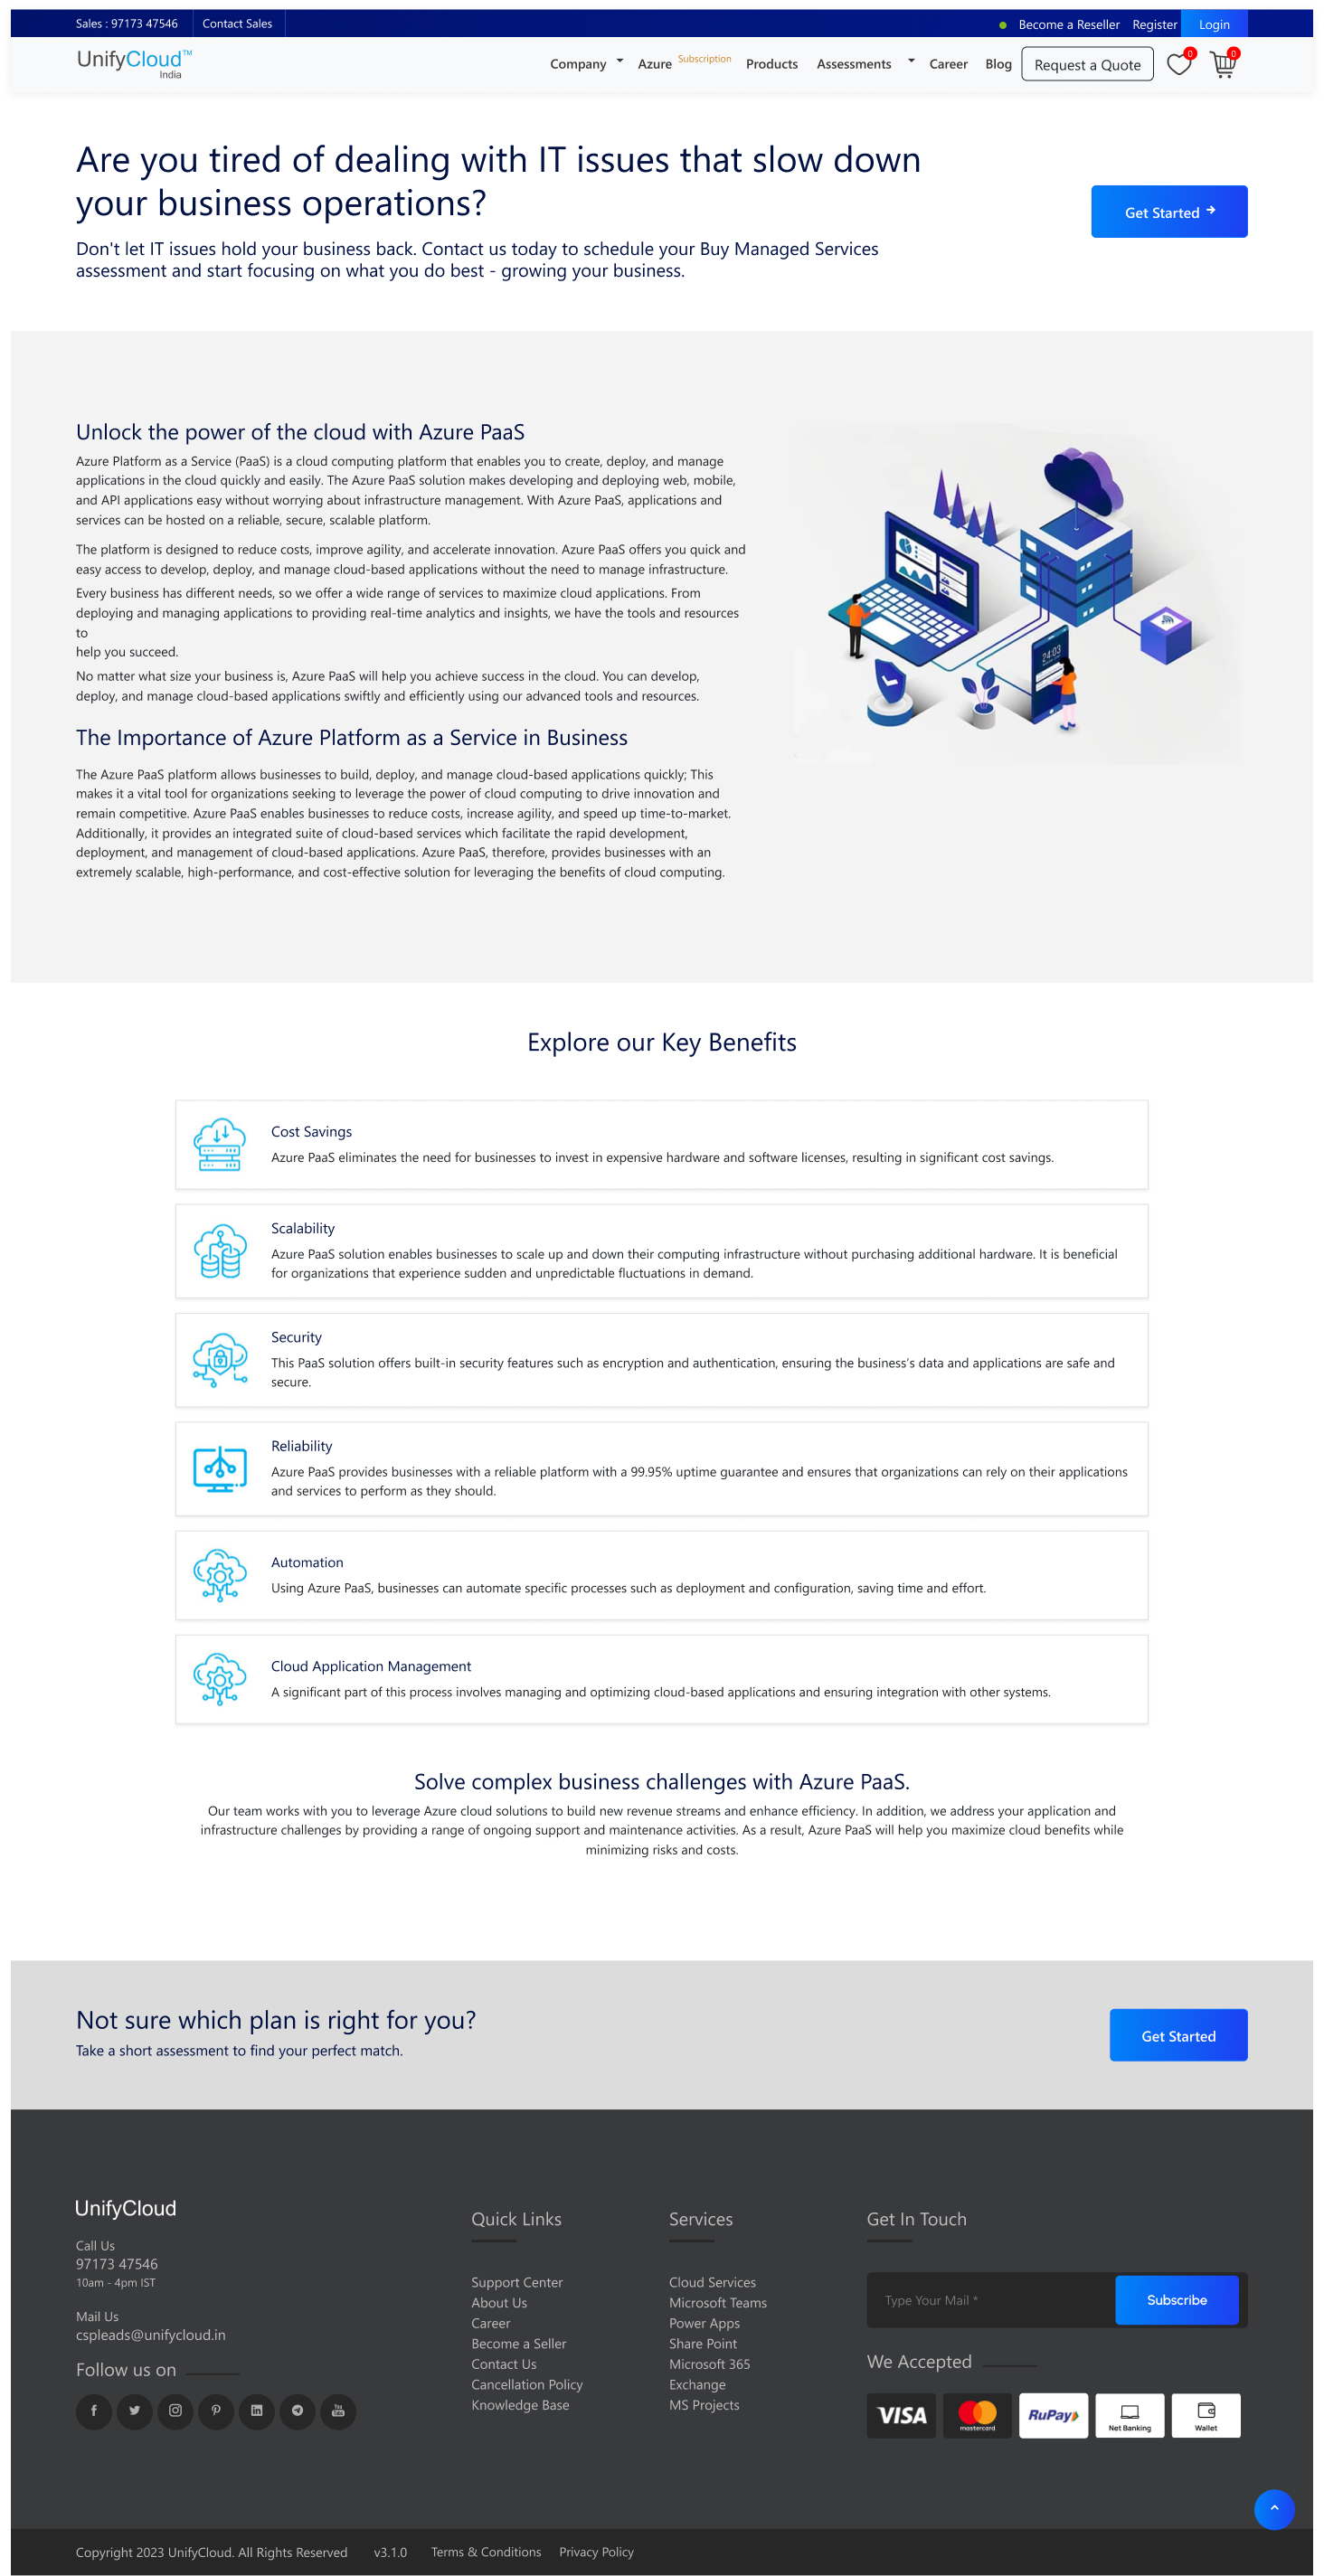 Sales : 97173 47546
Contact Sales
Become a Reseller
Register
Login
UnifyCloud™
India
Company
Azure Subscription
Products
Assessments
Career
Blog
Request a Quote
0
0
Are you tired of dealing with IT issues that slow down
your business operations?
Don't let IT issues hold your business back. Contact us today to schedule your Buy Managed Services
assessment and start focusing on what you do best - growing your business.
Get Started
Unlock the power of the cloud with Azure PaaS
Azure Platform as a Service (PaaS) is a cloud computing platform that enables you to create, deploy, and manage
applications in the cloud quickly and easily. The Azure PaaS solution makes developing and deploying web, mobile,
and API applications easy without worrying about infrastructure management. With Azure PaaS, applications and
services can be hosted on a reliable, secure, scalable platform.
The platform is designed to reduce costs, improve agility, and accelerate innovation. Azure PaaS offers you quick and
easy access to develop, deploy, and manage cloud-based applications without the need to manage infrastructure.
Every business has different needs, so we offer a wide range of services to maximize cloud applications. From
deploying and managing applications to providing real-time analytics and insights, we have the tools and resources
to
help you succeed.
No matter what size your business is, Azure PaaS will help you achieve success in the cloud. You can develop,
deploy, and manage cloud-based applications swiftly and efficiently using our advanced tools and resources.
24:03
The Importance of Azure Platform as a Service in Business
The Azure PaaS platform allows businesses to build, deploy, and manage cloud-based applications quickly; This
makes it a vital tool for organizations seeking to leverage the power of cloud computing to drive innovation and
remain competitive. Azure PaaS enables businesses to reduce costs, increase agility, and speed up time-to-market.
Additionally, it provides an integrated suite of cloud-based services which facilitate the rapid development,
deployment, and management of cloud-based applications. Azure PaaS, therefore, provides businesses with an
extremely scalable, high-performance, and cost-effective solution for leveraging the benefits of cloud computing.
Explore our Key Benefits
Cost Savings
Azure PaaS eliminates the need for businesses to invest in expensive hardware and software licenses, resulting in significant cost savings.
Scalability
Azure PaaS solution enables businesses to scale up and down their computing infrastructure without purchasing additional hardware. It is beneficial
for organizations that experience sudden and unpredictable fluctuations in demand.
Security
This PaaS solution offers built-in security features such as encryption and authentication, ensuring the business's data and applications are safe and
secure.
Reliability
Azure PaaS provides businesses with a reliable platform with a 99.95% uptime guarantee and ensures that organizations can rely on their applications
and services to perform as they should.
Automation
Using Azure PaaS, businesses can automate specific processes such as deployment and configuration, saving time and effort.
Cloud Application Management
A significant part of this process involves managing and optimizing cloud-based applications and ensuring integration with other systems.
Solve complex business challenges with Azure PaaS.
Our team works with you to leverage Azure cloud solutions to build new revenue streams and enhance efficiency. In addition, we address your application and
infrastructure challenges by providing a range of ongoing support and maintenance activities. As a result, Azure PaaS will help you maximize cloud benefits while
minimizing risks and costs.
Not sure which plan is right for you?
Take a short assessment to find your perfect match.
Get Started
UnifyCloud
Call Us
97173 47546
10am - 4pm IST
Mail Us
cspleads@unifycloud.in
Follow us on
You
Quick Links
Support Center
About Us
Career
Become a Seller
Contact Us
Cancellation Policy
Knowledge Base
Services
Cloud Services
Microsoft Teams
Power Apps
Share Point
Microsoft 365
Exchange
MS Projects
Get In Touch
Type Your Mail *
Subscribe
We Accepted
VISA
mastercard
RuPay
Net Banking
Wallet
Copyright 2023 UnifyCloud. All Rights Reserved
v3.1.0
Terms & Conditions
Privacy Policy